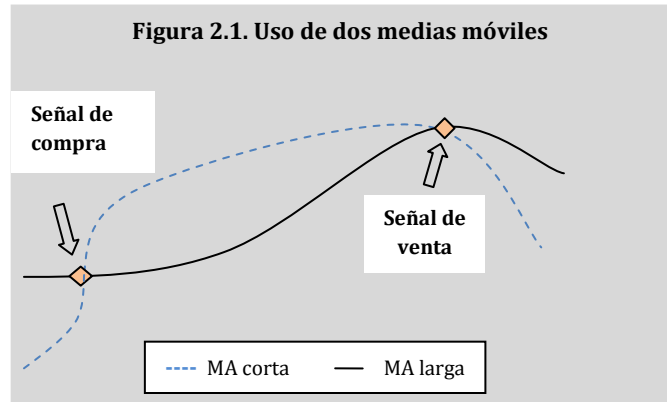 Figura 2.1. Uso de dos medias móviles
Señal de
compra
Señal de
venta
MA corta
MA larga